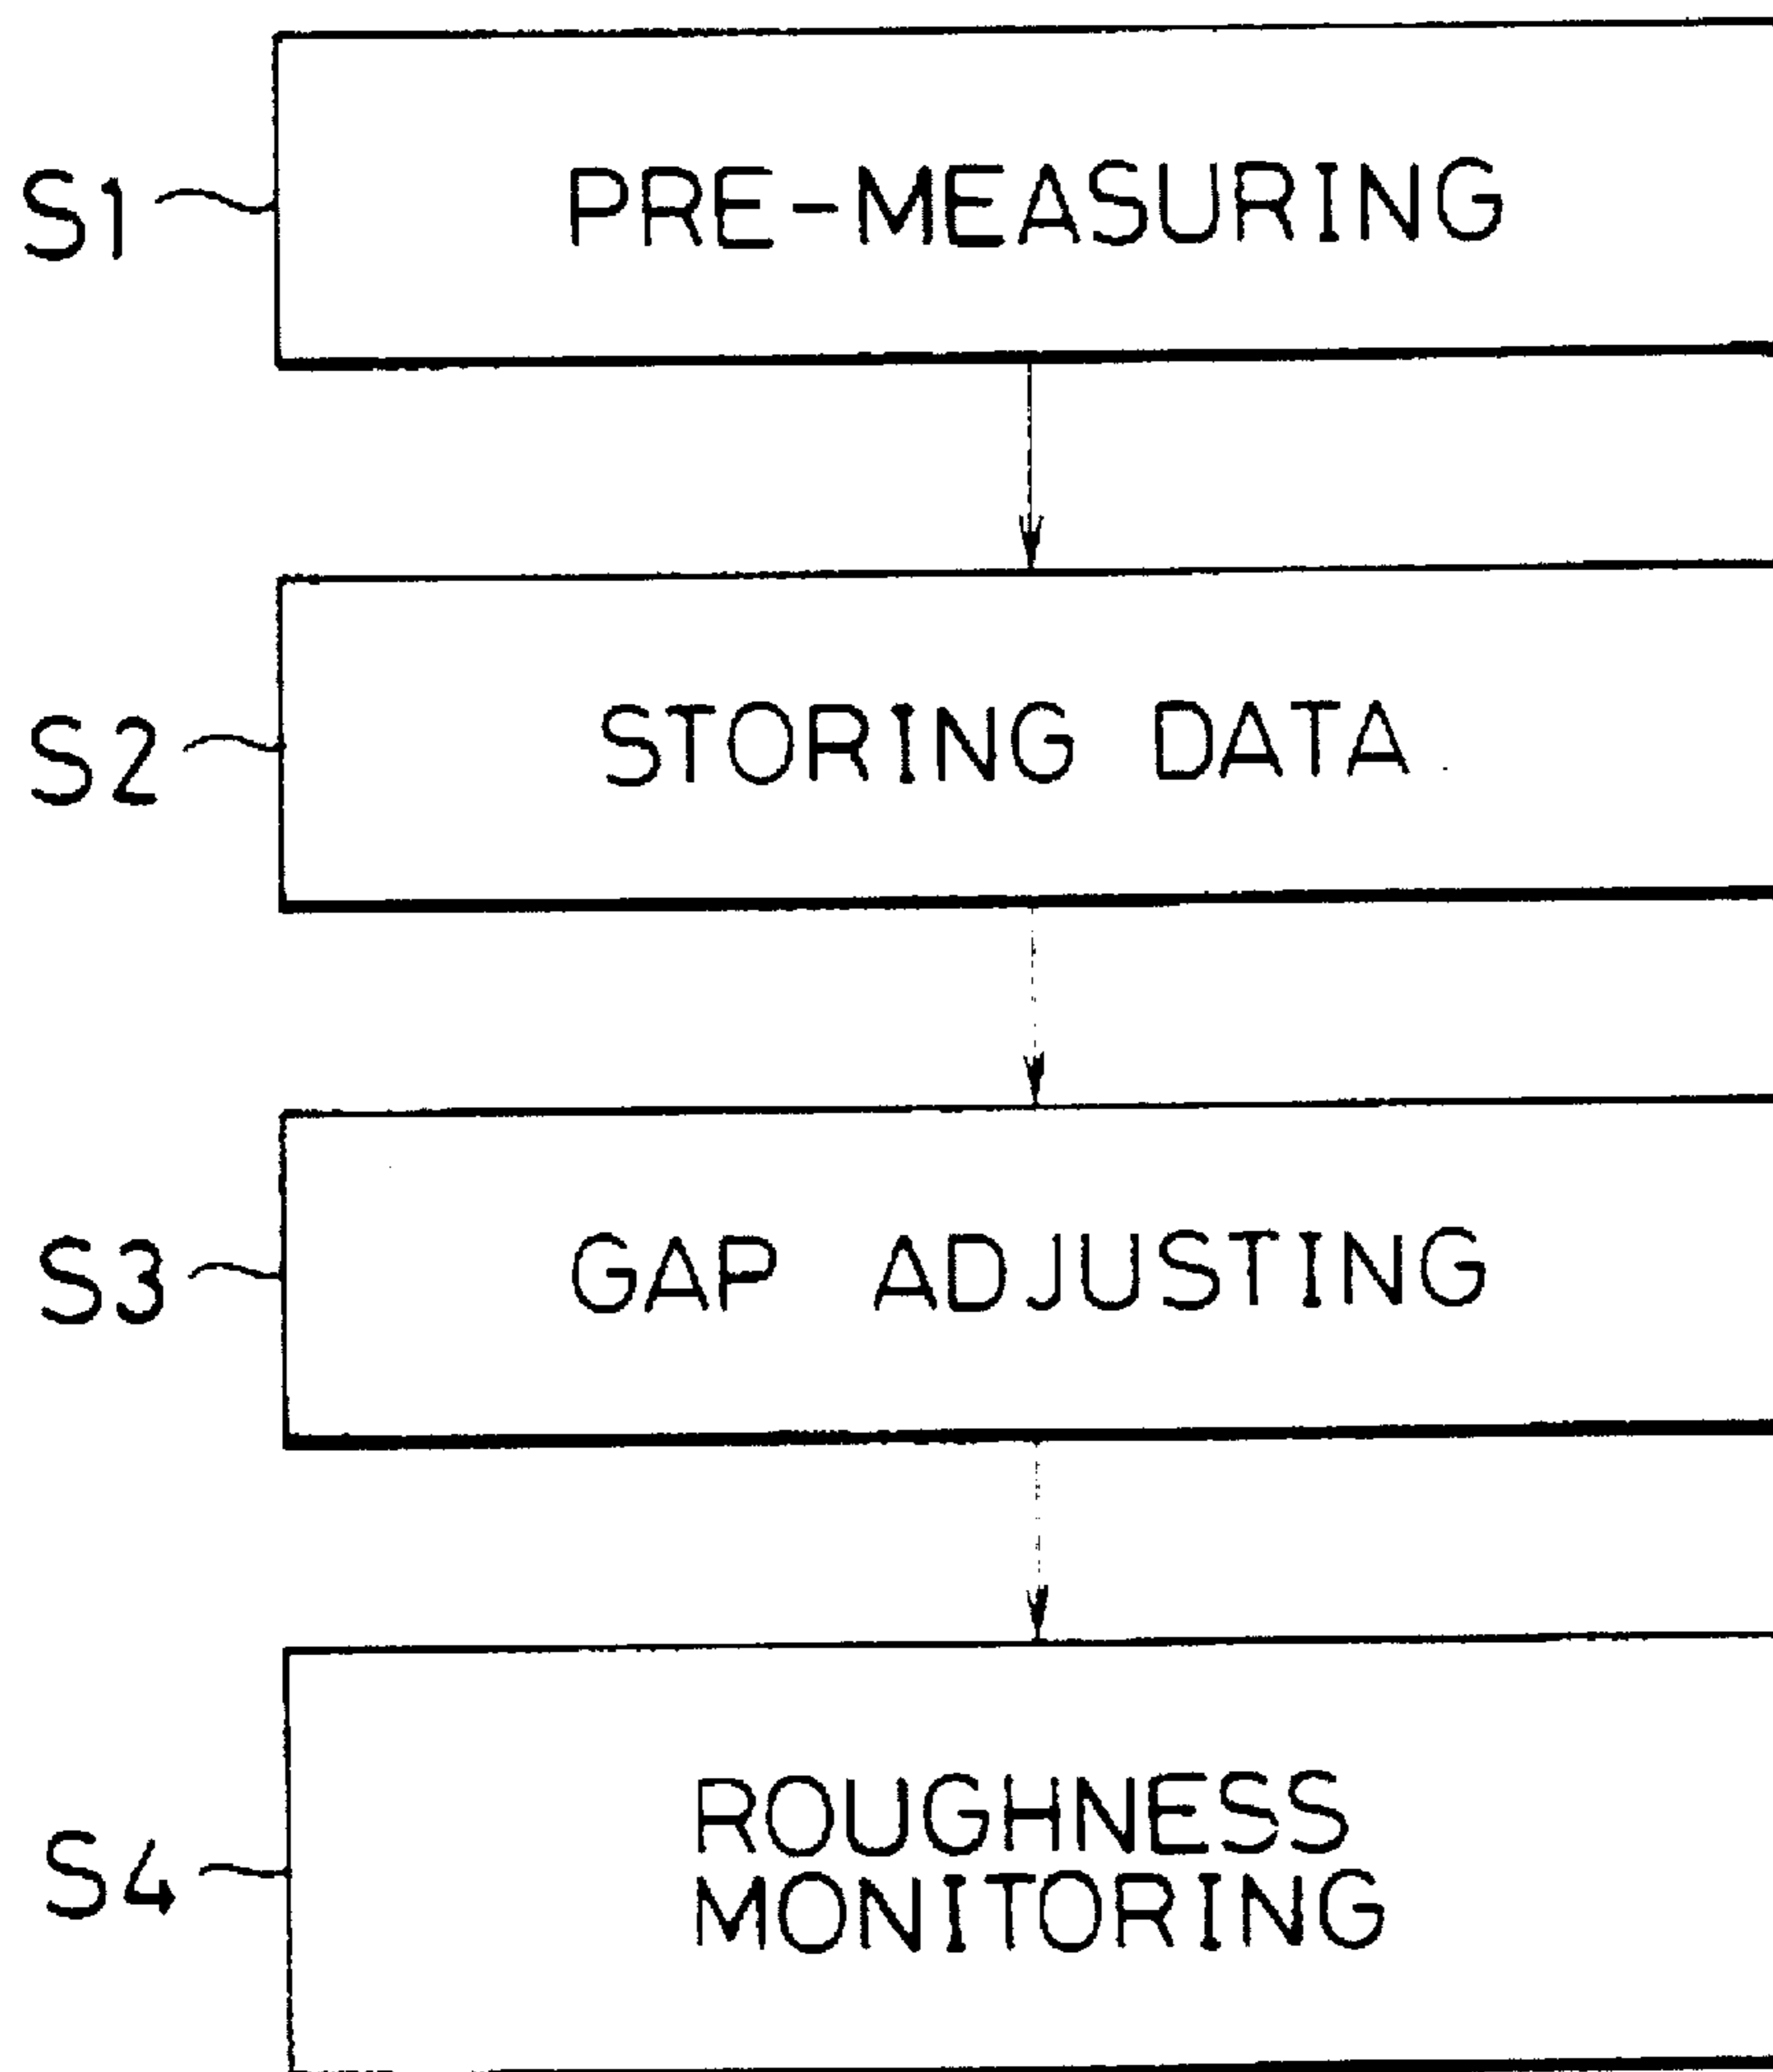 S1 PRE-MEASURING
S2 STORING DATA
S3 GAP ADJUSTING
S4 ROUGHNESS
MONITORING